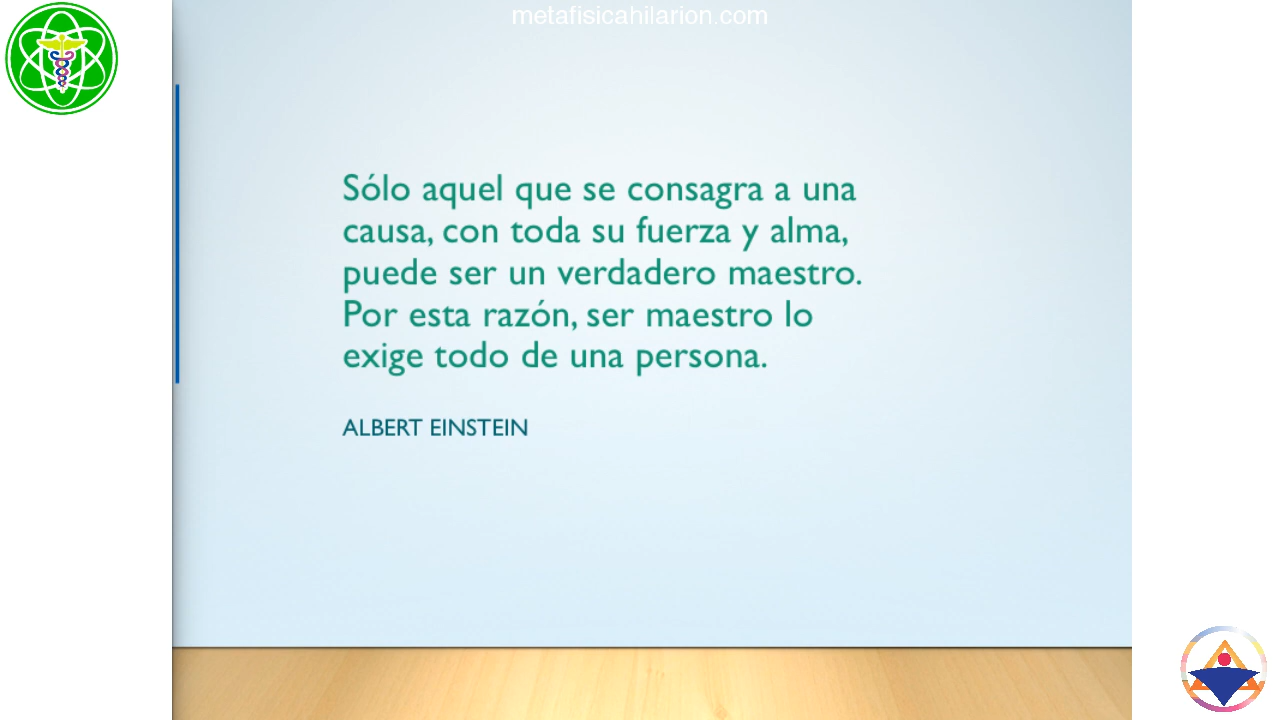 metafisicahilarion.com
Sólo aquel que se consagra a una
causa, con toda su fuerza y alma,
puede ser un verdadero maestro.
Por esta razón, ser maestro lo
exige todo de una persona.
ALBERT EINSTEIN